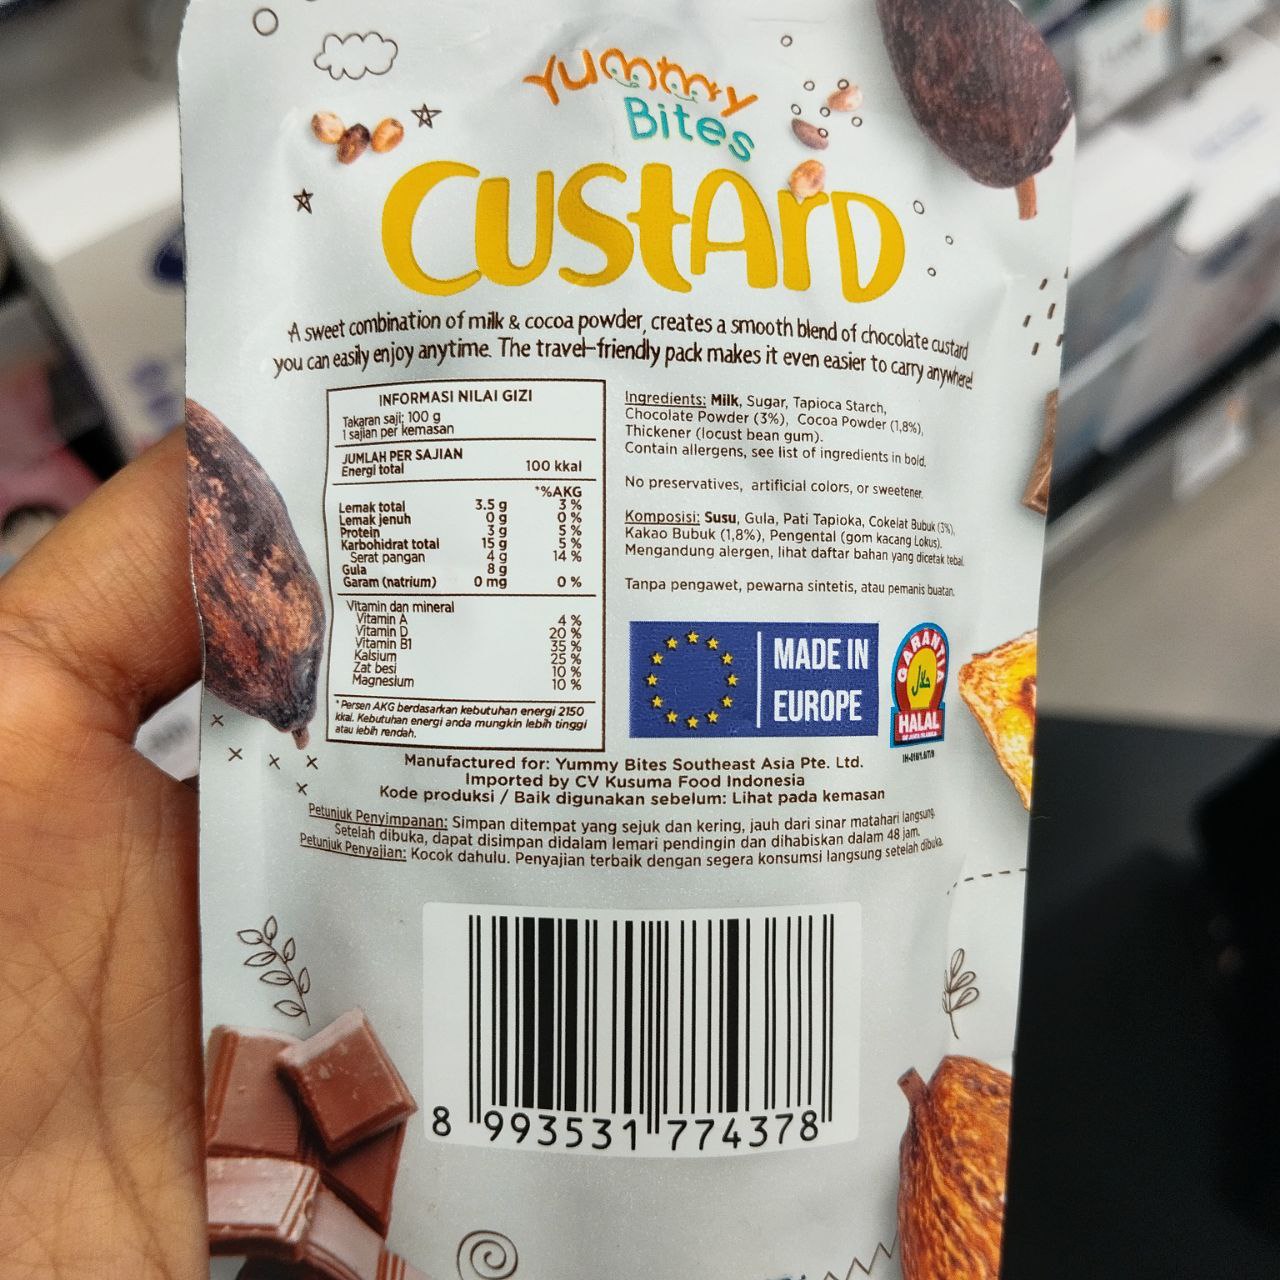 Yummy
Bites
CUSTARD
A sweet combination of milk & cocoa powder, creates a smooth blend of chocolate custard
you can easily enjoy anytime. The travel-friendly pack makes it even easier to carry anywhere!
INFORMASI NILAI GIZI
Takaran saji: 100 g
1 sajian per kemasan
JUMLAH PER SAJIAN
Energi total 100 kkal
*%AKG
Lemak total 3.5 g 3 %
Lemak jenuh 0 g 0 %
Protein 3 g 5 %
Karbohidrat total 15 g 5 %
Serat pangan 4 g 14 %
Gula 8 g
Garam (natrium) 0 mg 0 %
Vitamin dan mineral
Vitamin A 4 %
Vitamin D 20 %
Vitamin B1 35 %
Kalsium 25 %
Zat besi 10 %
Magnesium 10 %
*Persen AKG berdasarkan kebutuhan energi 2150
kkal. Kebutuhan energi anda mungkin lebih tinggi
atau lebih rendah.
Ingredients: Milk, Sugar, Tapioca Starch,
Chocolate Powder (3%), Cocoa Powder (1,8%),
Thickener (locust bean gum).
Contain allergens, see list of ingredients in bold.
No preservatives, artificial colors, or sweetener.
Komposisi: Susu, Gula, Pati Tapioka, Cokelat Bubuk (3%),
Kakao Bubuk (1,8%), Pengental (gom kacang Lokus).
Mengandung alergen, lihat daftar bahan yang dicetak tebal.
Tanpa pengawet, pewarna sintetis, atau pemanis buatan.
MADE IN
EUROPE
GARANTIA
حلال
HALAL
Manufactured for: Yummy Bites Southeast Asia Pte. Ltd.
Imported by CV Kusuma Food Indonesia
Kode produksi / Baik digunakan sebelum: Lihat pada kemasan
Petunjuk Penyimpanan: Simpan ditempat yang sejuk dan kering, jauh dari sinar matahari langsung.
Setelah dibuka, dapat disimpan didalam lemari pendingin dan dihabiskan dalam 48 jam.
Petunjuk Penyajian: Kocok dahulu. Penyajian terbaik dengan segera konsumsi langsung setelah dibuka.
8 993531 774378